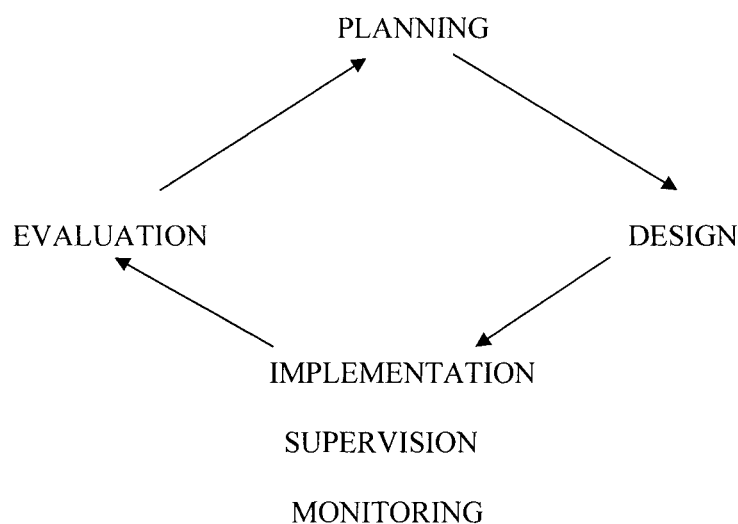 PLANNING
EVALUATION
DESIGN
IMPLEMENTATION
SUPERVISION
MONITORING